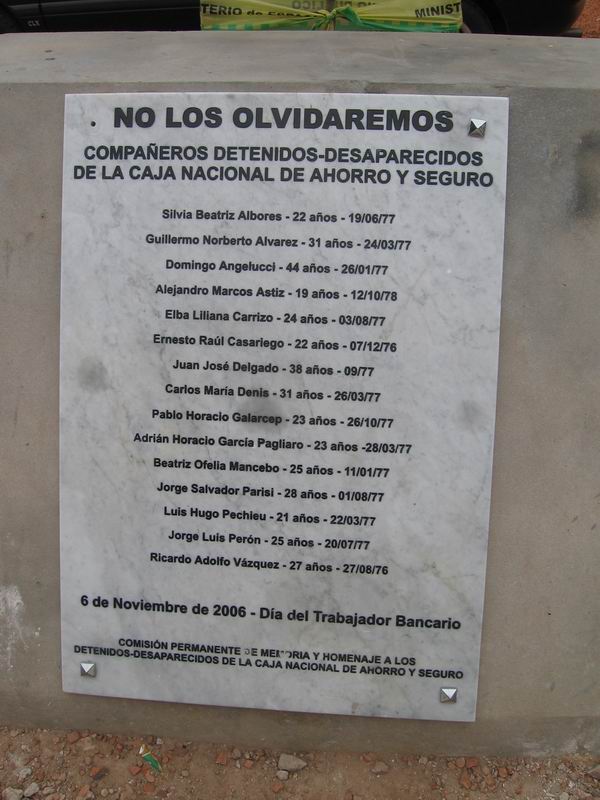 TERIO de
MINIST
NO LOS OLVIDAREMOS
COMPAÑEROS DETENIDOS-DESAPARECIDOS
DE LA CAJA NACIONAL DE AHORRO Y SEGURO
Silvia Beatriz Albores - 22 años - 19/06/77
Guillermo Norberto Alvarez - 31 años - 24/03/77
Domingo Angelucci - 44 años - 26/01/77
Alejandro Marcos Astiz - 19 años - 12/10/78
Elba Liliana Carrizo - 24 años - 03/08/77
Ernesto Raúl Casariego - 22 años - 07/12/76
Juan José Delgado - 38 años - 09/77
Carlos María Denis - 31 años - 26/03/77
Pablo Horacio Galarcep - 23 años - 26/10/77
Adrián Horacio García Pagliaro - 23 años -28/03/77
Beatriz Ofelia Mancebo - 25 años - 11/01/77
Jorge Salvador Parisi - 28 años - 01/08/77
Luis Hugo Pechieu - 21 años - 22/03/77
Jorge Luis Perón - 25 años - 20/07/77
Ricardo Adolfo Vázquez - 27 años - 27/08/76
6 de Noviembre de 2006 - Día del Trabajador Bancario
COMISIÓN PERMANENTE DE MEMORIA Y HOMENAJE A LOS
DETENIDOS-DESAPARECIDOS DE LA CAJA NACIONAL DE AHORRO Y SEGURO